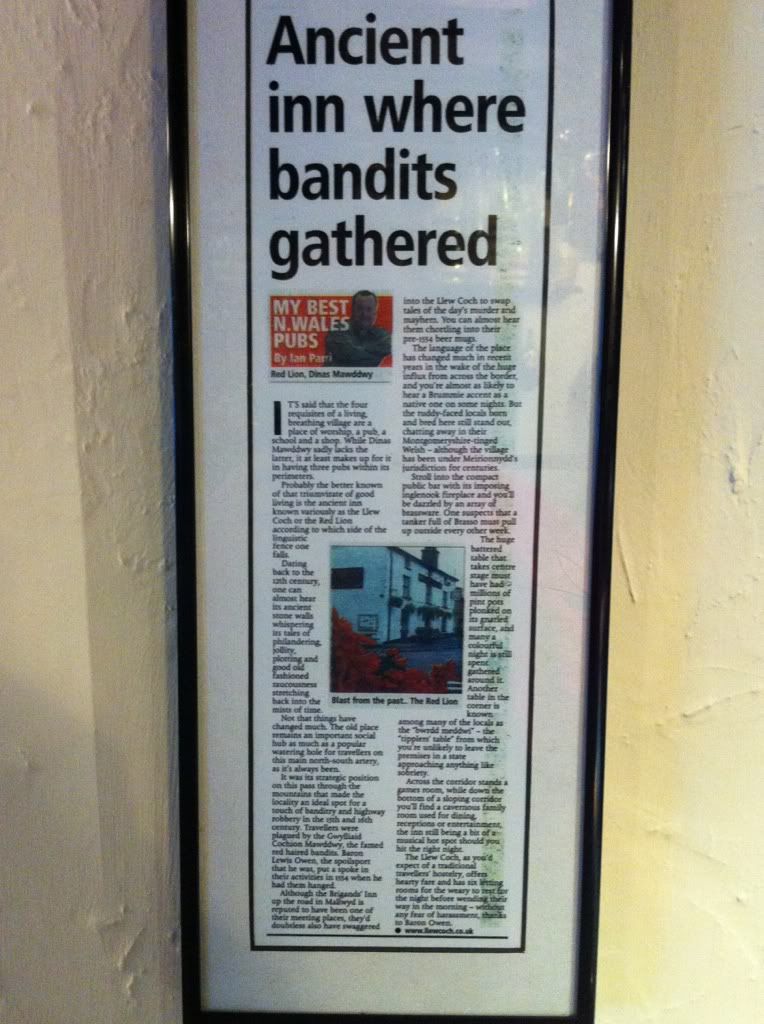 Ancient
inn where
bandits
gathered
MY BEST
N.WALES
PUBS
By Ian Parri
Red Lion, Dinas Mawddwy
IT'S said that the four
requisites of a living,
breathing village are a
place of worship, a pub, a
school and a shop. While Dinas
Mawddwy sadly lacks the
latter, it at least makes up for it
in having three pubs within its
perimeters.
Probably the better known
of that triumvirate of good
living is the ancient inn
known variously as the Llew
Coch or the Red Lion
according to which side of the
linguistic
fence one
falls.
Dating
back to the
12th century,
one can
almost hear
its ancient
stone walls
whispering
its tales of
philandering,
jollity,
plotting and
good old
fashioned
raucousness
stretching
back into the
mists of time.
Not that things have
changed much. The old place
remains an important social
hub as much as a popular
watering hole for travellers on
this main north-south artery,
as it's always been.
It was its strategic position
on this pass through the
mountains that made the
locality an ideal spot for a
touch of banditry and highway
robbery in the 15th and 16th
century. Travellers were
plagued by the Gwylliaid
Cochion Mawddwy, the famed
red haired bandits. Baron
Lewis Owen, the spoilsport
that he was, put a spoke in
their activities in 1554 when he
had them hanged.
Although the Brigands' Inn
up the road in Mallwyd is
reputed to have been one of
their meeting places, they'd
doubtless also have swaggered
into the Llew Coch to swap
tales of the day's murder and
mayhem. You can almost hear
them chortling into their
pre-1554 beer mugs.
The language of the place
has changed much in recent
years in the wake of the huge
influx from across the border,
and you're almost as likely to
hear a Brummie accent as a
native one on some nights. But
the ruddy-faced locals born
and bred here still stand out,
chatting away in their
Montgomeryshire-tinged
Welsh – although the village
has been under Meirionnydd's
jurisdiction for centuries.
Stroll into the compact
public bar with its imposing
inglenook fireplace and you'll
be dazzled by an array of
brassware. One suspects that a
tanker full of Brasso must pull
up outside every other week.
The huge
battered
table that
takes centre
stage must
have had
millions of
pint pots
plonked on
its gnarled
surface, and
many a
colourful
night is still
spent
gathered
around it.
Another
table in the
corner is
known
among many of the locals as
the "bwrdd meddwi" – the
"tipplers' table" from which
you're unlikely to leave the
premises in a state
approaching anything like
sobriety.
Across the corridor stands a
games room, while down the
bottom of a sloping corridor
you'll find a cavernous family
room used for dining,
receptions or entertainment,
the inn still being a bit of a
musical hot spot should you
hit the right night.
The Llew Coch, as you'd
expect of a traditional
travellers' hostelry, offers
hearty fare and has six letting
rooms for the weary to rest for
the night before wending their
way in the morning – without
any fear of harassment, thanks
to Baron Owen.
● www.llewcoch.co.uk
Blast from the past.. The Red Lion